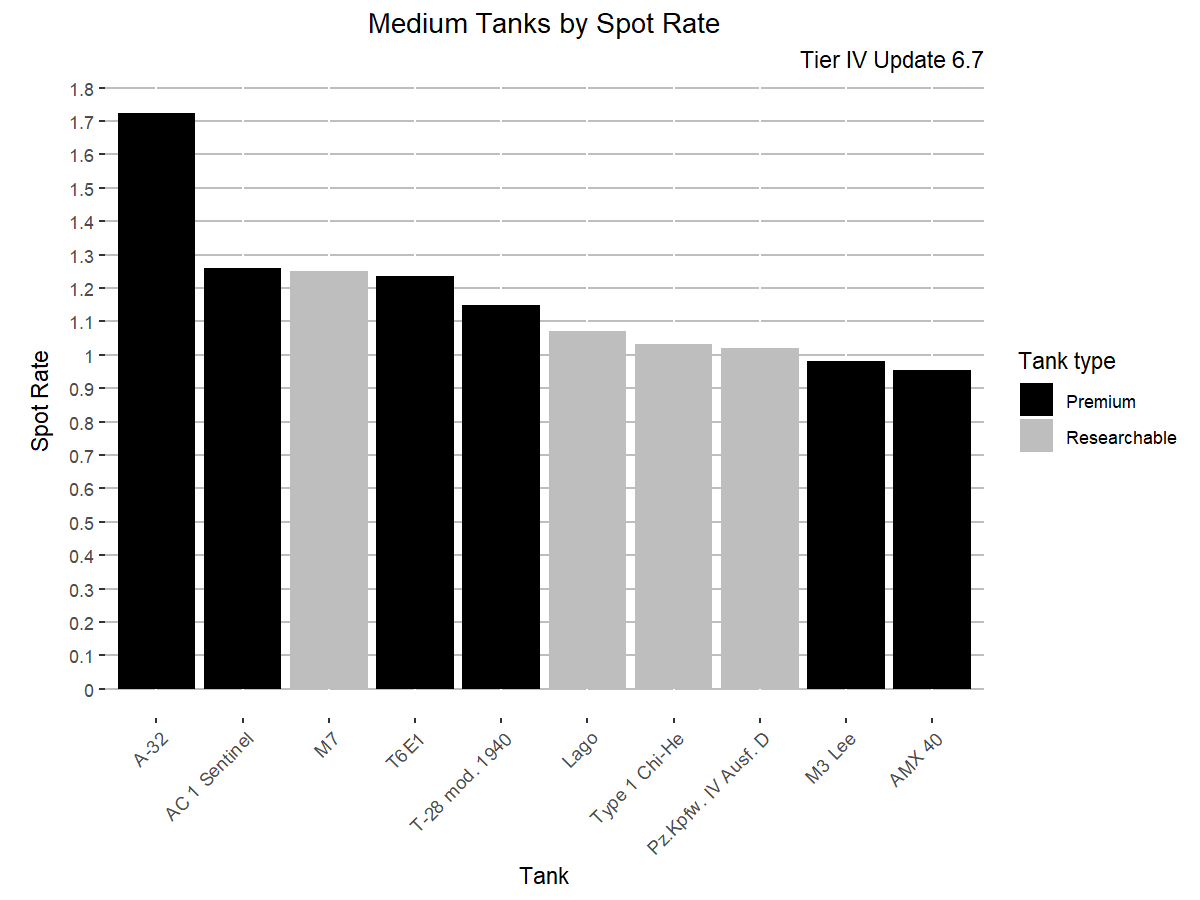 Medium Tanks by Spot Rate
Tier IV Update 6.7
1.8
1.7
1.6
1.5
1.4
1.3
1.2
1.1
1
0.9
0.8
0.7
0.6
0.5
0.4
0.3
0.2
0.1
0
Spot Rate
A-32
AC 1 Sentinel
M7
T6E1
T-28 mod. 1940
Lago
Type 1 Chi-He
Pz.Kpfw. IV Ausf. D
M3 Lee
AMX 40
Tank
Tank type
Premium
Researchable